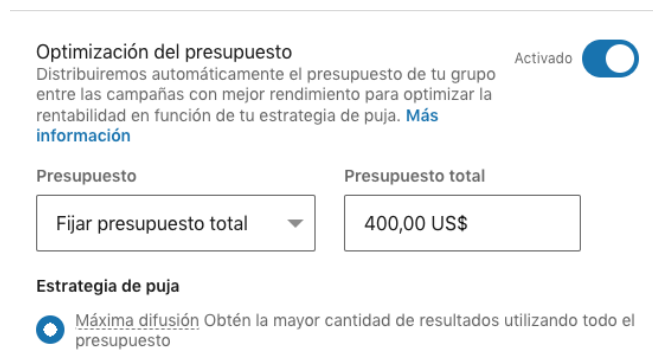 Optimización del presupuesto
Activado
Distribuiremos automáticamente el presupuesto de tu grupo
entre las campañas con mejor rendimiento para optimizar la
rentabilidad en función de tu estrategia de puja. Más
información
Presupuesto
Presupuesto total
Fijar presupuesto total
400,00 US$
Estrategia de puja
Máxima difusión Obtén la mayor cantidad de resultados utilizando todo el
presupuesto